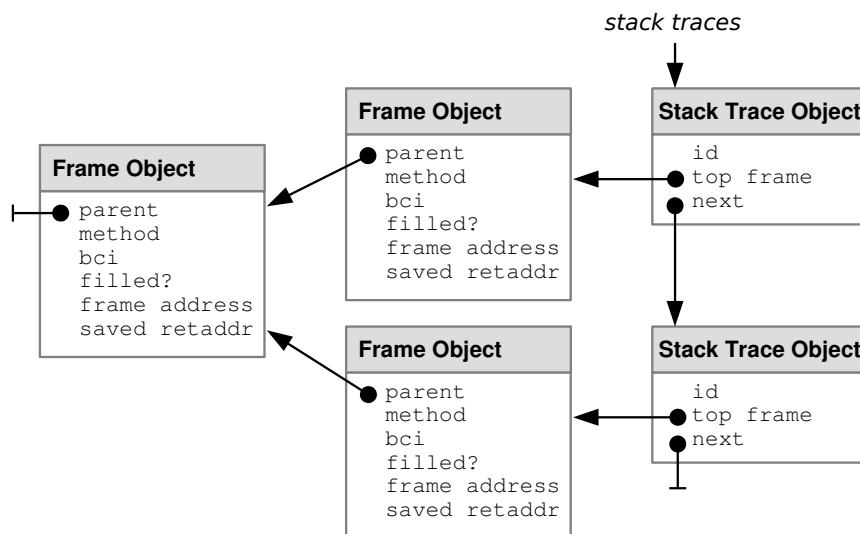 stack traces
Frame Object
parent
method
bci
filled?
frame address
saved retaddr
Frame Object
parent
method
bci
filled?
frame address
saved retaddr
Stack Trace Object
id
top frame
next
Frame Object
parent
method
bci
filled?
frame address
saved retaddr
Stack Trace Object
id
top frame
next